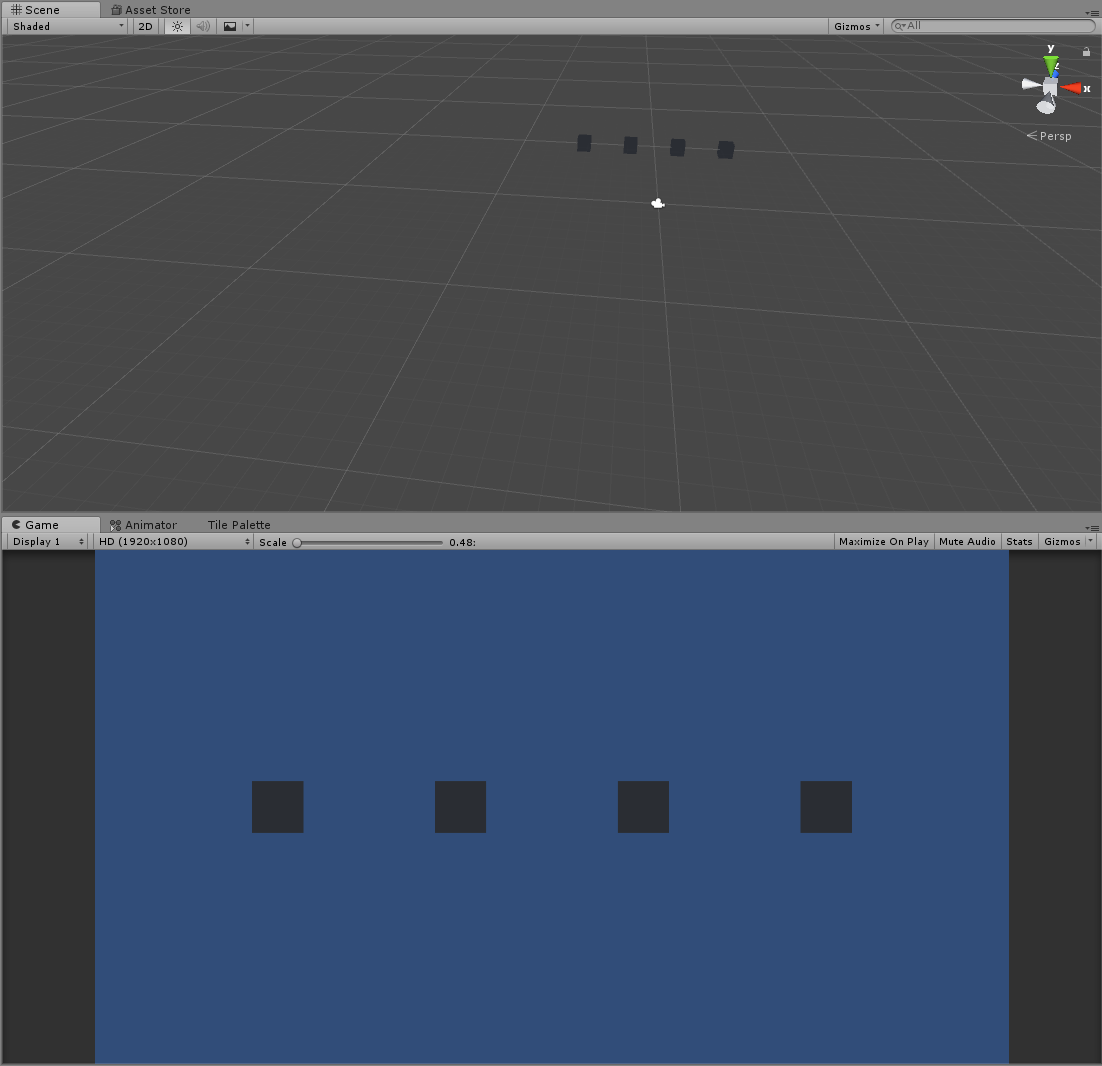 Scene Asset Store
Shaded 2D Gizmos All
y
z
x
Persp
Game Animator Tile Palette
Display 1 HD (1920x1080) Scale 0.48: Maximize On Play Mute Audio Stats Gizmos